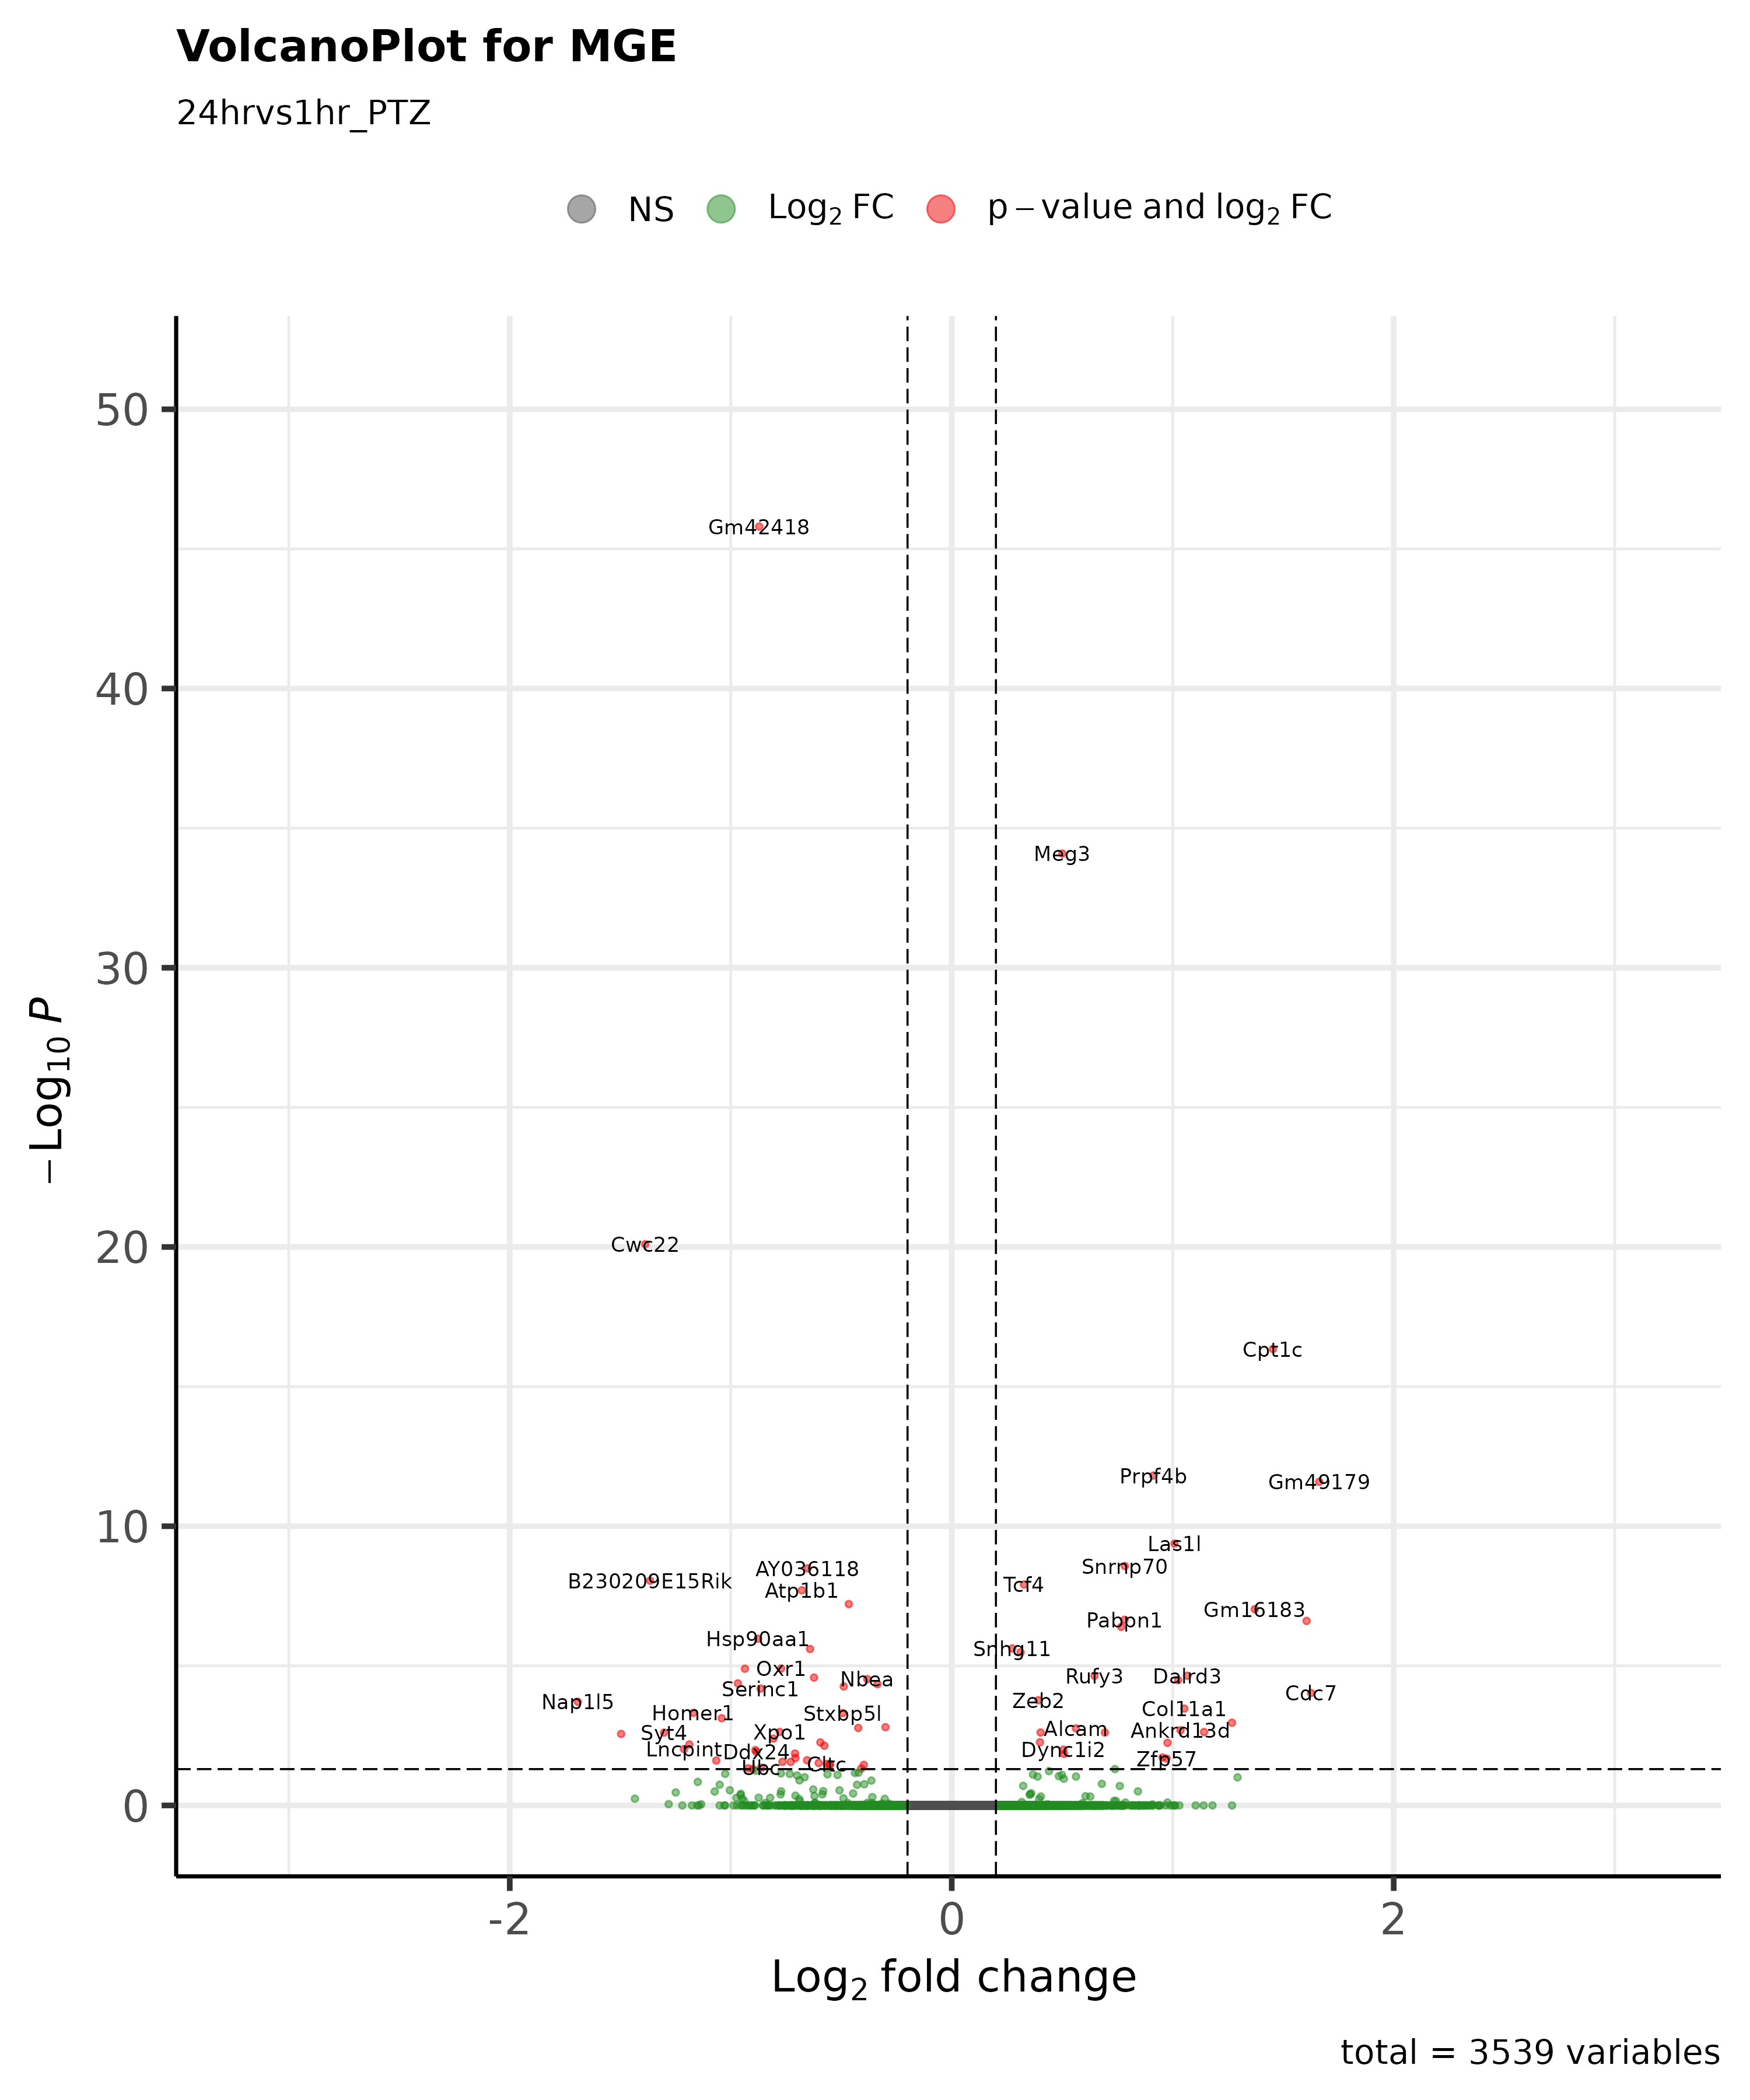 VolcanoPlot for MGE
24hrvs1hr_PTZ
NS Log2 FC p − value and log2 FC
50
40
30
20
10
0
−Log10 P
Gm42418
Meg3
Cwc22
Cpt1c
Prpf4b
Gm49179
Las1l
Snrnp70
AY036118
B230209E15Rik
Tcf4
Atp1b1
Gm16183
Pabpn1
Hsp90aa1
Snhg11
Oxr1
Nbea
Rufy3
Dalrd3
Serinc1
Cdc7
Nap1l5
Zeb2
Homer1
Stxbp5l
Col11a1
Syt4
Xpo1
Alcam
Ankrd13d
Lncpint
Ddx24
Dync1i2
Zfp57
Ubc
Cltc
-2 0 2
Log2 fold change
total = 3539 variables